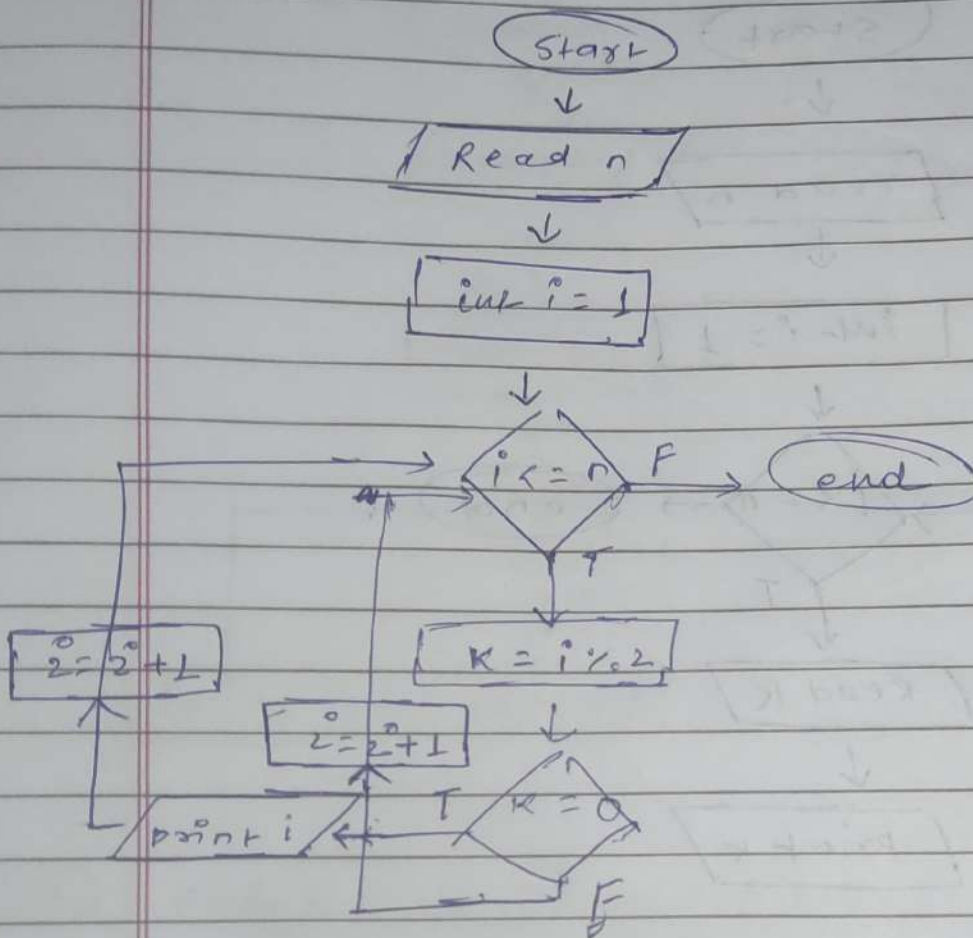 Start
Read n
int i = 1
i <= n
F
end
T
K = i % 2
i = i + 1
i = i + 1
K = 0
T
print i
F